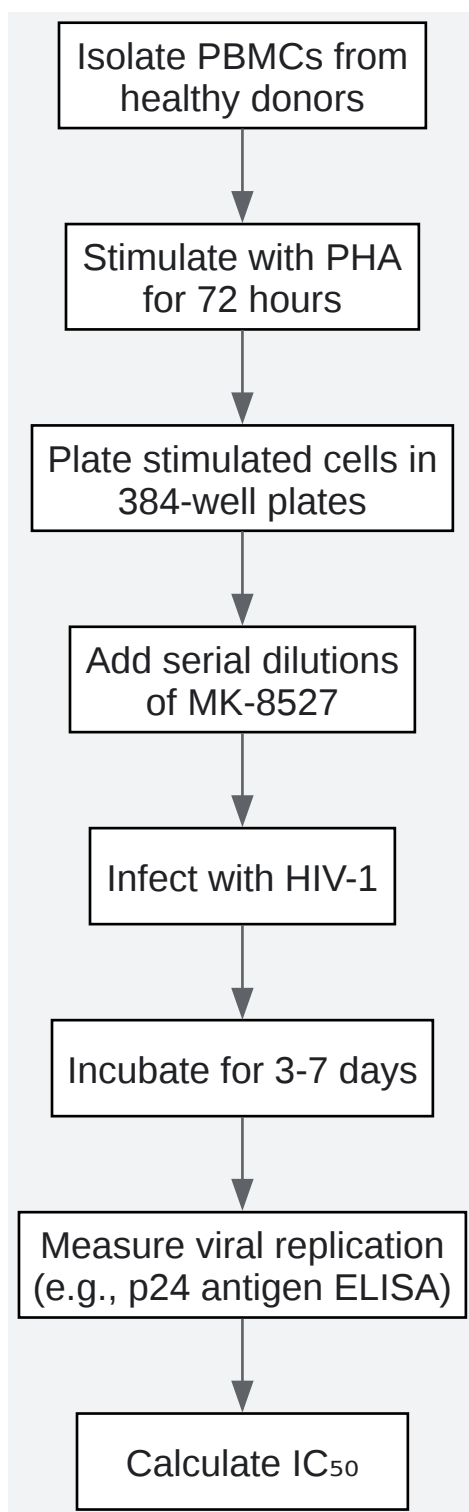 Isolate PBMCs from
healthy donors
Stimulate with PHA
for 72 hours
Plate stimulated cells in
384-well plates
Add serial dilutions
of MK-8527
Infect with HIV-1
Incubate for 3-7 days
Measure viral replication
(e.g., p24 antigen ELISA)
Calculate IC₅₀